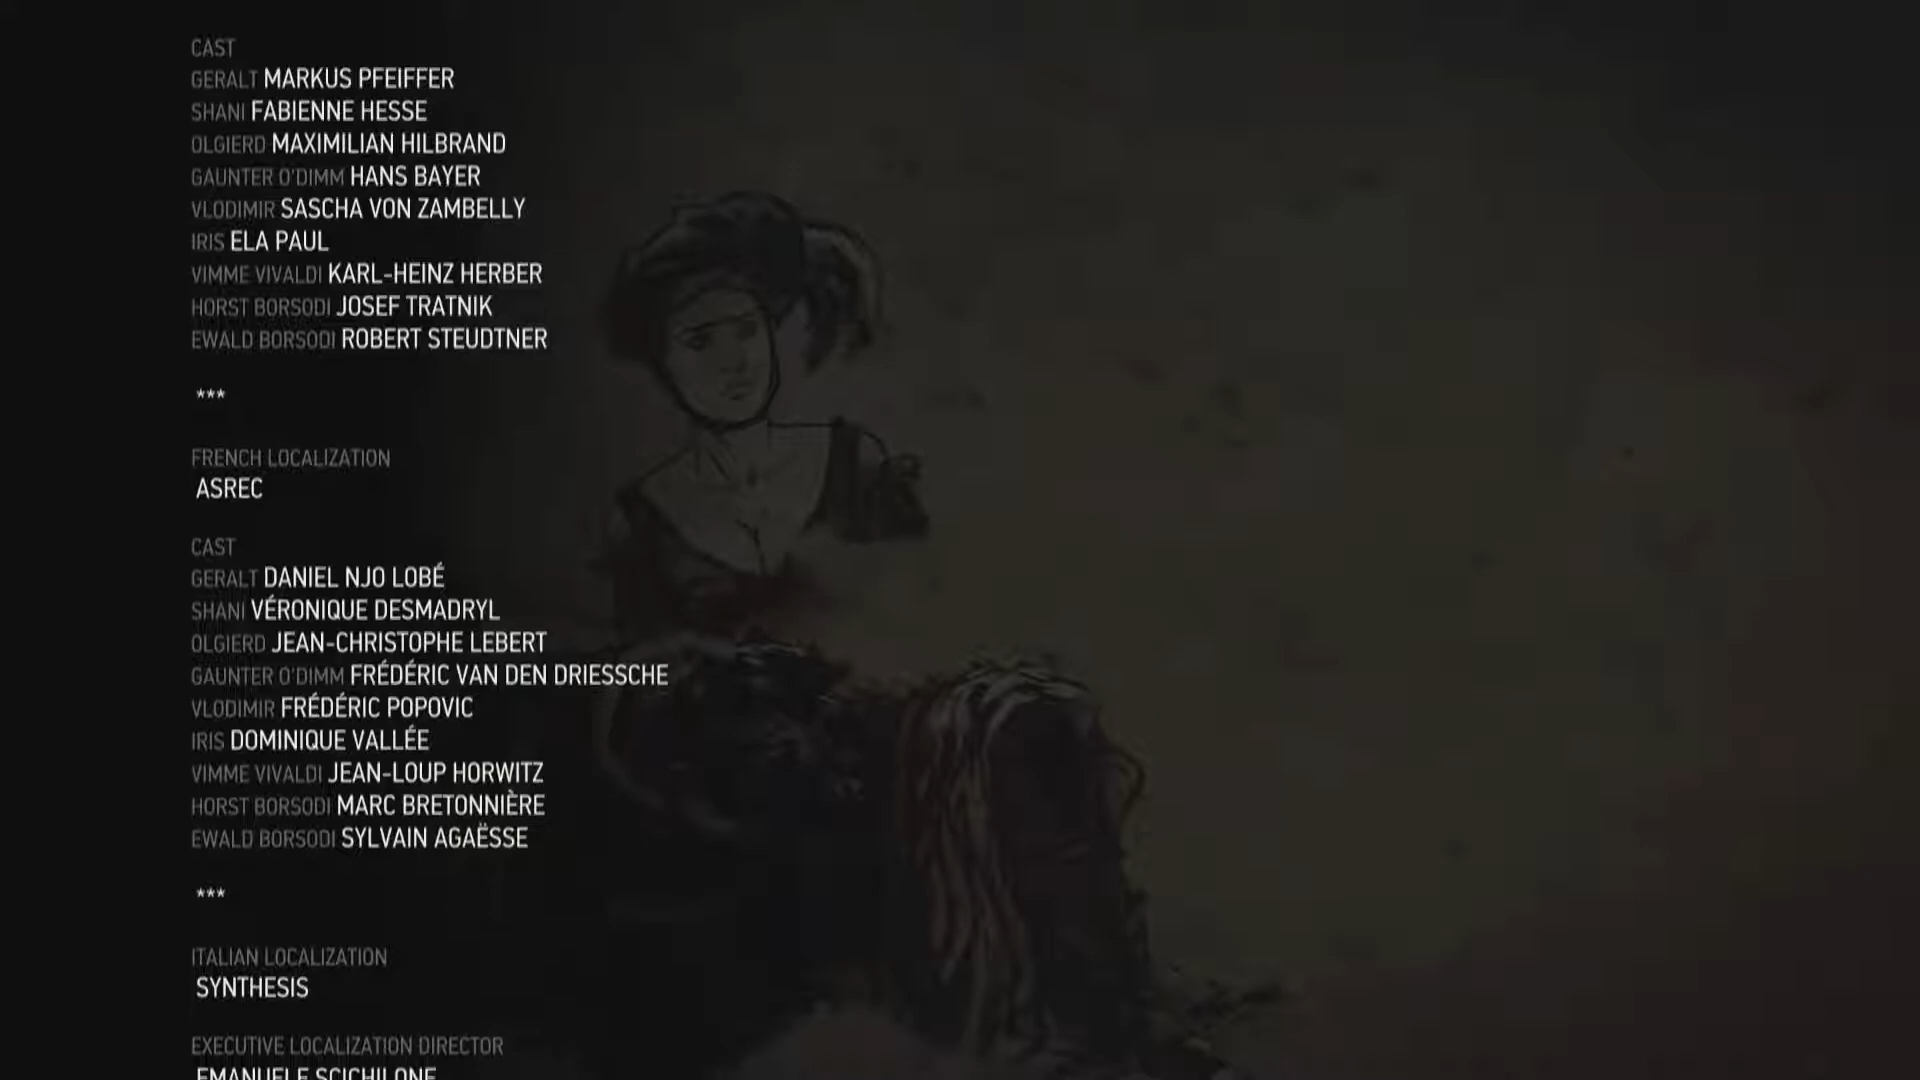 CAST
GERALT MARKUS PFEIFFER
SHANI FABIENNE HESSE
OLGIERD MAXIMILIAN HILBRAND
GAUNTER O'DIMM HANS BAYER
VLODIMIR SASCHA VON ZAMBELLY
IRIS ELA PAUL
VIMME VIVALDI KARL-HEINZ HERBER
HORST BORSODI JOSEF TRATNIK
EWALD BORSODI ROBERT STEUDTNER
***
FRENCH LOCALIZATION
ASREC
CAST
GERALT DANIEL NJO LOBÉ
SHANI VÉRONIQUE DESMADRYL
OLGIERD JEAN-CHRISTOPHE LEBERT
GAUNTER O'DIMM FRÉDÉRIC VAN DEN DRIESSCHE
VLODIMIR FRÉDÉRIC POPOVIC
IRIS DOMINIQUE VALLÉE
VIMME VIVALDI JEAN-LOUP HORWITZ
HORST BORSODI MARC BRETONNIÈRE
EWALD BORSODI SYLVAIN AGAËSSE
***
ITALIAN LOCALIZATION
SYNTHESIS
EXECUTIVE LOCALIZATION DIRECTOR
EMANUELE SCICHILONE